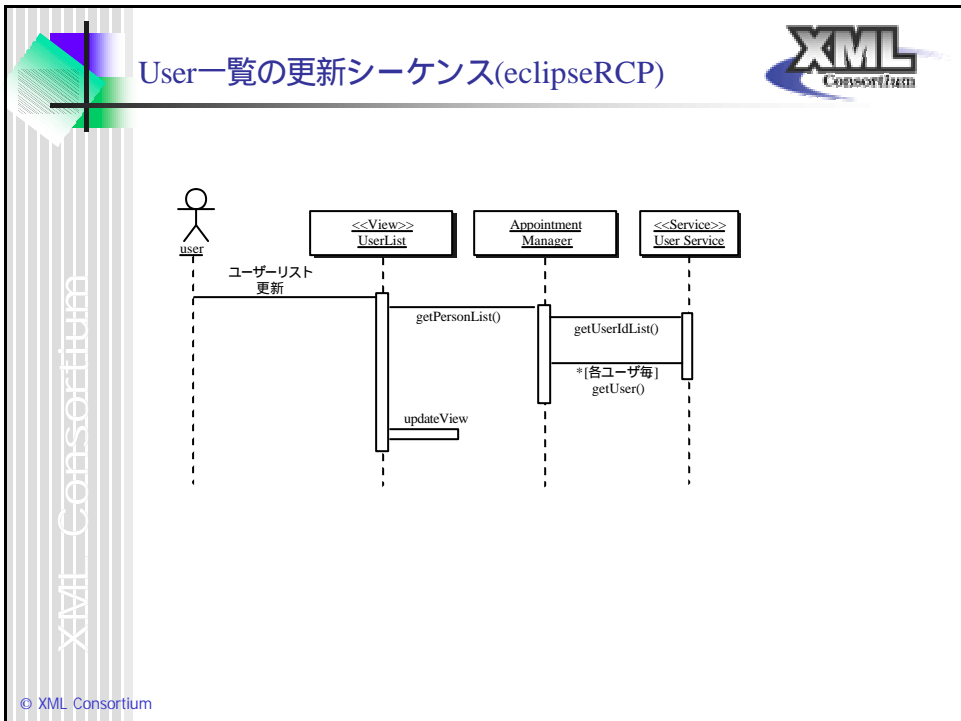 User一覧の更新シーケンス(eclipseRCP)
XML
Consortium
user
<<View>>
UserList
Appointment
Manager
<<Service>>
User Service
ユーザーリスト
更新
getPersonList()
getUserIdList()
*[各ユーザ毎]
getUser()
updateView
XML Consortium
© XML Consortium